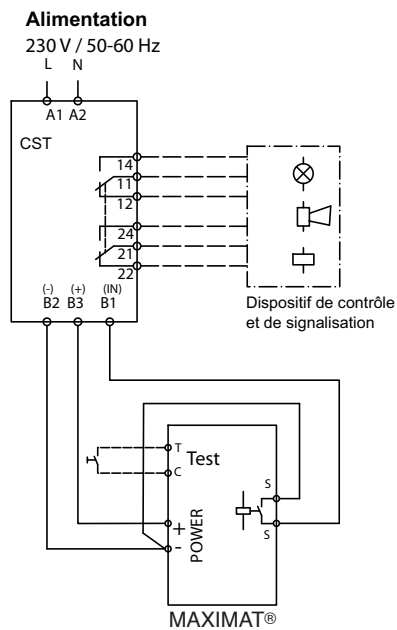 Alimentation
230 V / 50-60 Hz
L N
A1 A2
CST
14
11
12
24
21
22
(-) (+) (IN)
B2 B3 B1
Dispositif de contrôle
et de signalisation
T
Test
C
S
+
POWER
-
S
MAXIMAT®